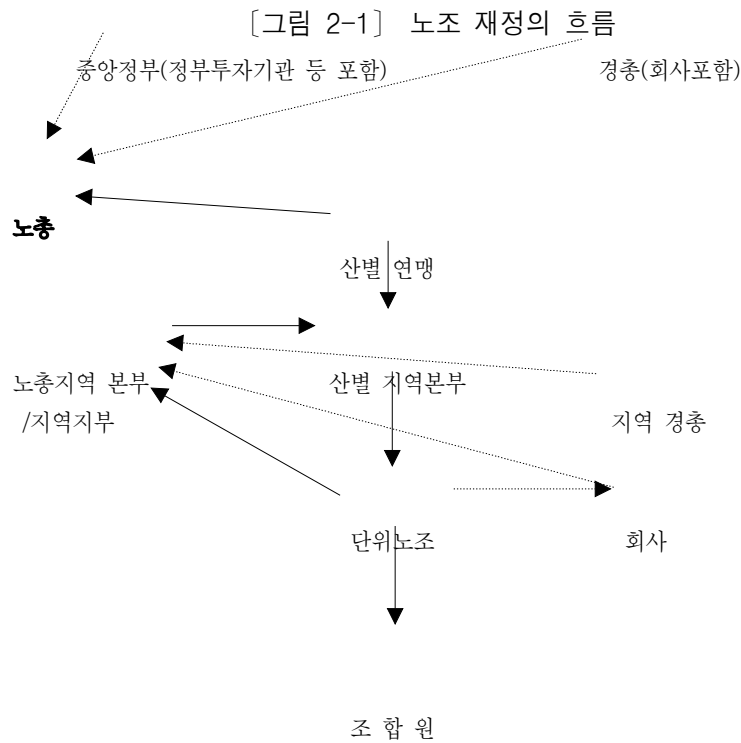 [그림 2-1] 노조 재정의 흐름
중앙정부(정부투자기관 등 포함) 경총(회사포함)
노총
산별 연맹
노총지역 본부 산별 지역본부
/지역지부 지역 경총
단위노조 회사
조 합 원